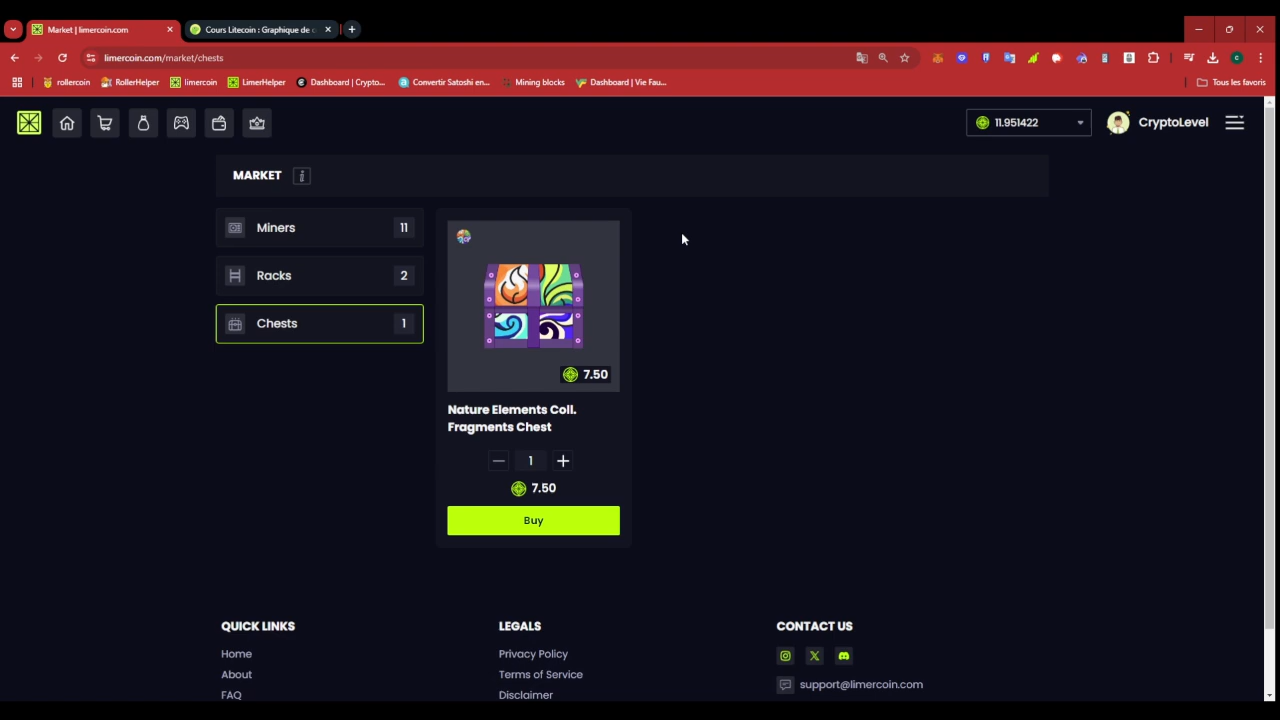 Market | limercoin.com
Cours Litecoin : Graphique de
limercoin.com/market/chests
rollercoin
RollerHelper
limercoin
LimerHelper
Dashboard | Crypto...
Convertir Satoshi en...
Mining blocks
Dashboard | Vie Fau...
Tous les favoris
11.951422
CryptoLevel
MARKET
Miners
11
Racks
2
Chests
1
7.50
Nature Elements Coll.
Fragments Chest
1
7.50
Buy
QUICK LINKS
Home
About
FAQ
LEGALS
Privacy Policy
Terms of Service
Disclaimer
CONTACT US
support@limercoin.com